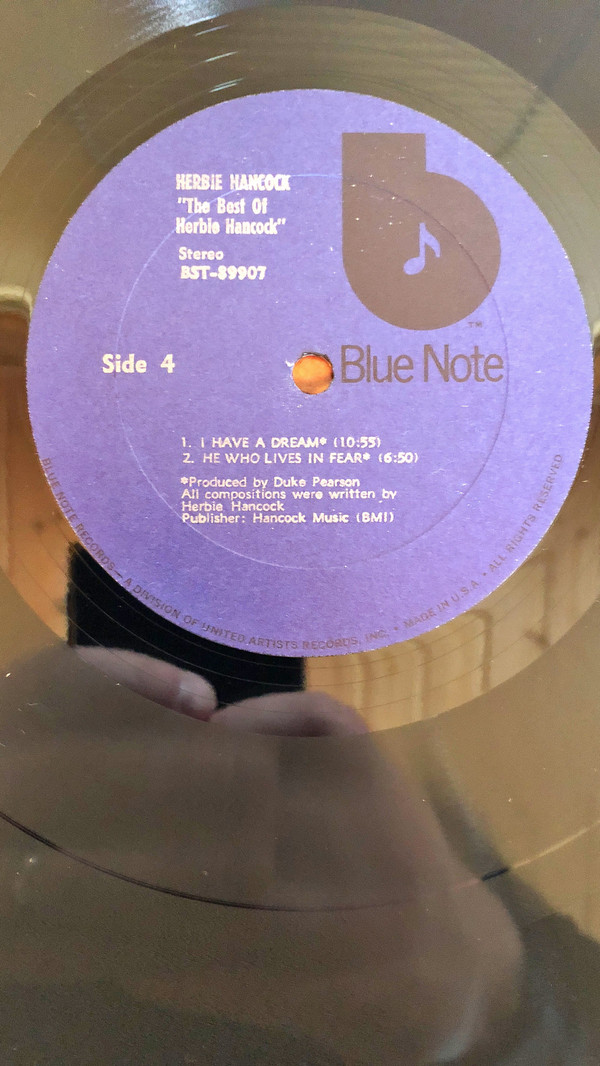 HERBIE HANCOCK
"The Best Of
Herbie Hancock"
Stereo
BST-89907
TM
Side 4
Blue Note
1. I HAVE A DREAM* (10:55)
2. HE WHO LIVES IN FEAR* (6:50)
*Produced by Duke Pearson
All compositions were written by
Herbie Hancock
Publisher: Hancock Music (BMI)
BLUE NOTE RECORDS — A DIVISION OF UNITED ARTISTS RECORDS, INC. • MADE IN U.S.A. • ALL RIGHTS RESERVED